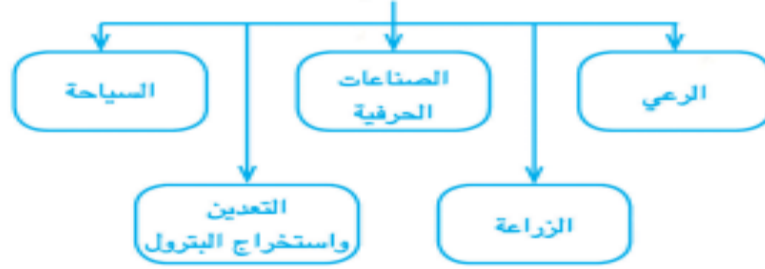 الرعي
الصناعات
الحرفية
السياحة
الزراعة
التعدين
واستخراج البترول